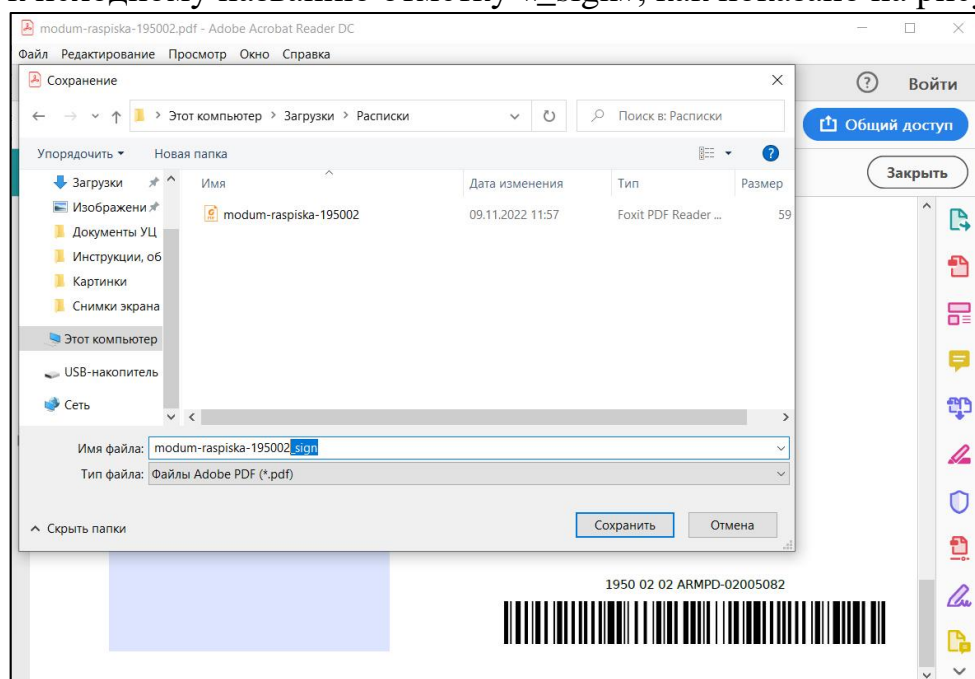 к исходному названию отметку «_sign», как показано на рису
modum-raspiska-195002.pdf - Adobe Acrobat Reader DC
Файл Редактирование Просмотр Окно Справка
Сохранение
Войти
Этот компьютер > Загрузки > Расписки
Поиск в: Расписки
Общий доступ
Упорядочить Новая папка
Закрыть
Загрузки
Имя Дата изменения Тип Размер
Изображени
modum-raspiska-195002 09.11.2022 11:57 Foxit PDF Reader ... 59
Документы УЦ
Инструкции, об
Картинки
Снимки экрана
Этот компьютер
USB-накопитель
Сеть
Имя файла: modum-raspiska-195002_sign
Тип файла: Файлы Adobe PDF (*.pdf)
Скрыть папки
Сохранить Отмена
1950 02 02 ARMPD-02005082